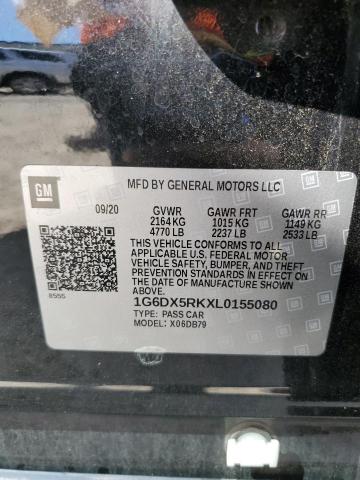 GM
MFD BY GENERAL MOTORS LLC
09/20 GVWR GAWR FRT GAWR RR
2164 KG 1015 KG 1149 KG
4770 LB 2237 LB 2533 LB
THIS VEHICLE CONFORMS TO ALL
APPLICABLE U.S. FEDERAL MOTOR
VEHICLE SAFETY, BUMPER, AND THEFT
PREVENTION STANDARDS IN EFFECT ON
THE DATE OF MANUFACTURE SHOWN ABOVE.
1G6DX5RKXL0155080
8555
TYPE: PASS CAR
MODEL: X06DB79